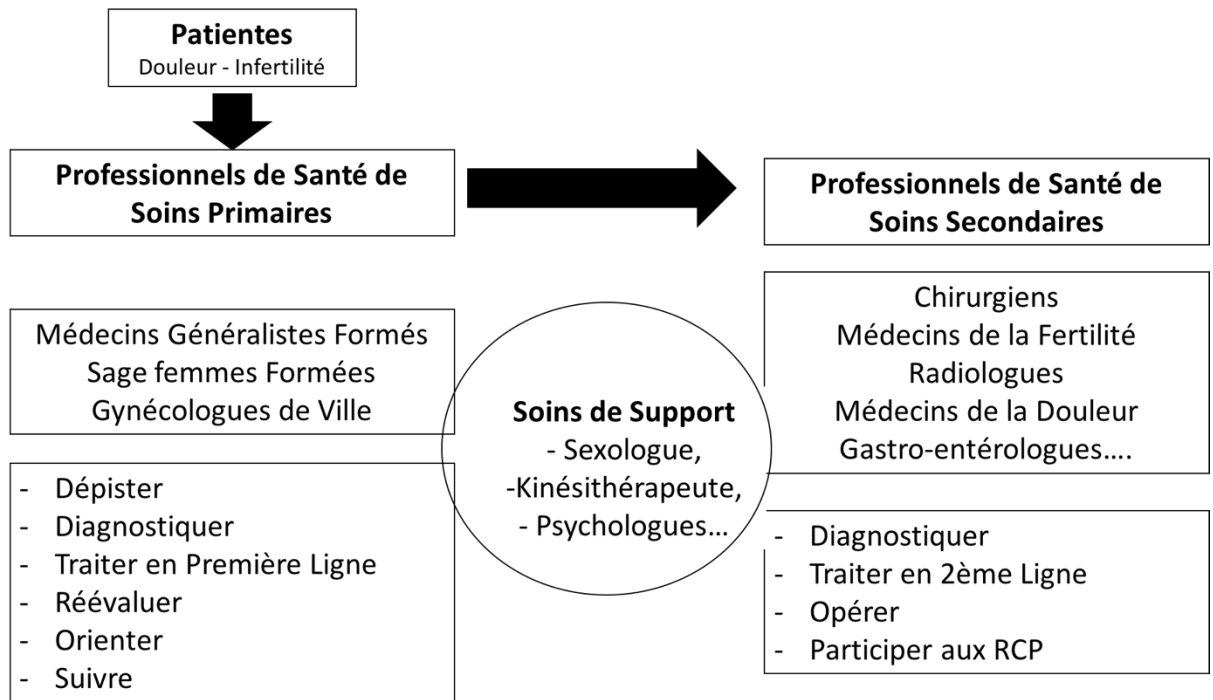 Patientes
Douleur - Infertilité
Professionnels de Santé de
Soins Primaires
Professionnels de Santé de
Soins Secondaires
Médecins Généralistes Formés
Sage femmes Formées
Gynécologues de Ville
Soins de Support
- Sexologue,
-Kinésithérapeute,
- Psychologues...
Chirurgiens
Médecins de la Fertilité
Radiologues
Médecins de la Douleur
Gastro-entérologues....
- Dépister
- Diagnostiquer
- Traiter en Première Ligne
- Réévaluer
- Orienter
- Suivre
- Diagnostiquer
- Traiter en 2ème Ligne
- Opérer
- Participer aux RCP